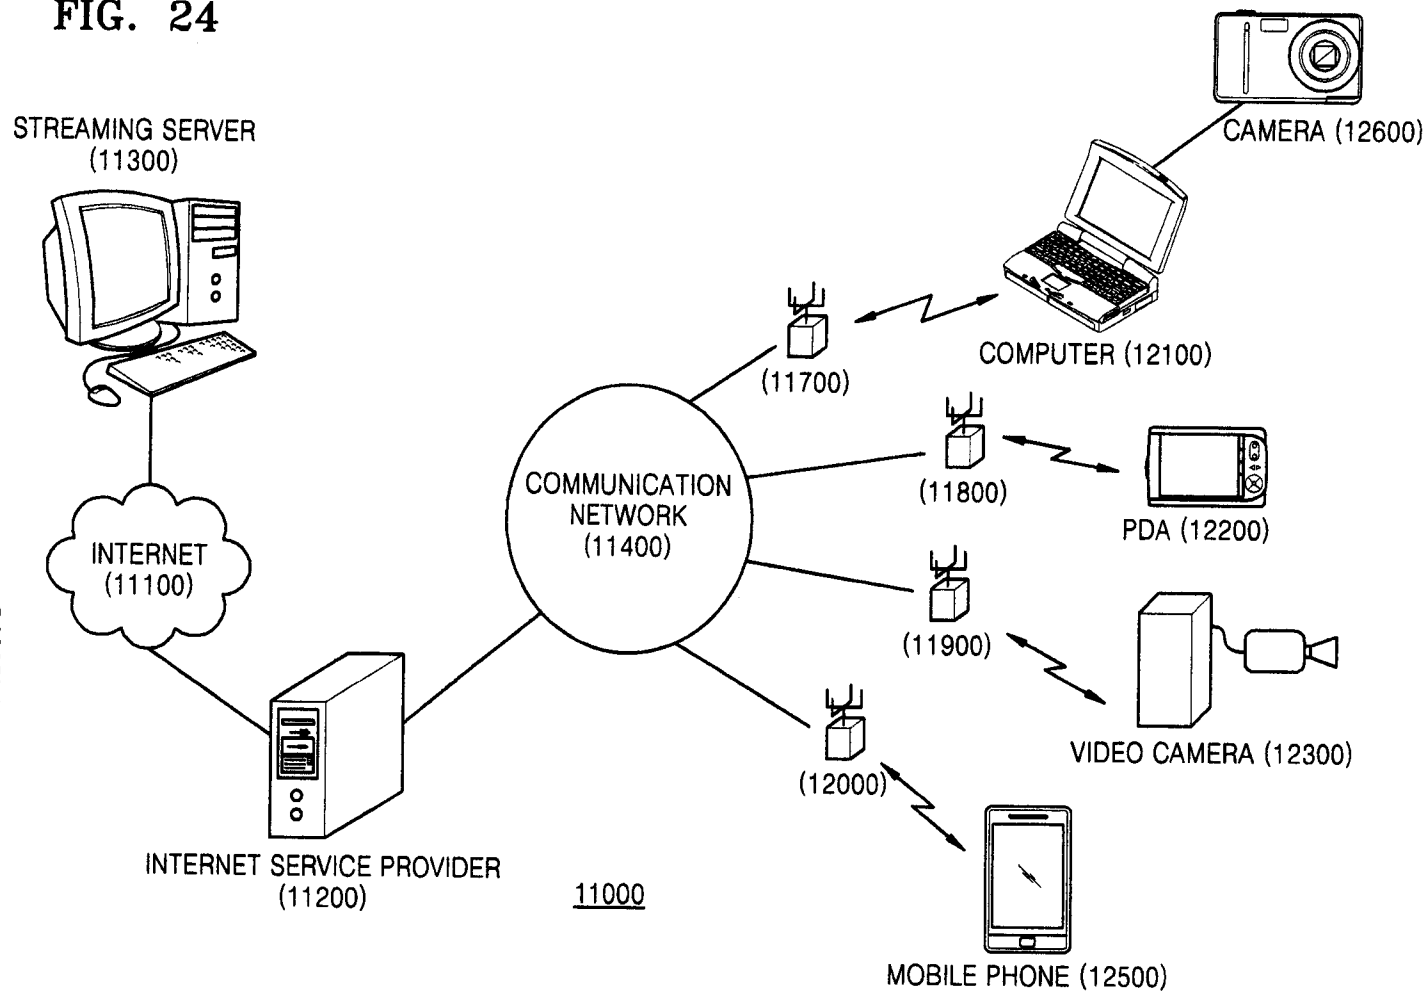 FIG. 24
STREAMING SERVER
(11300)
CAMERA (12600)
COMPUTER (12100)
(11700)
(11800)
PDA (12200)
COMMUNICATION
NETWORK
(11400)
INTERNET
(11100)
(11900)
VIDEO CAMERA (12300)
(12000)
INTERNET SERVICE PROVIDER
(11200)
11000
MOBILE PHONE (12500)